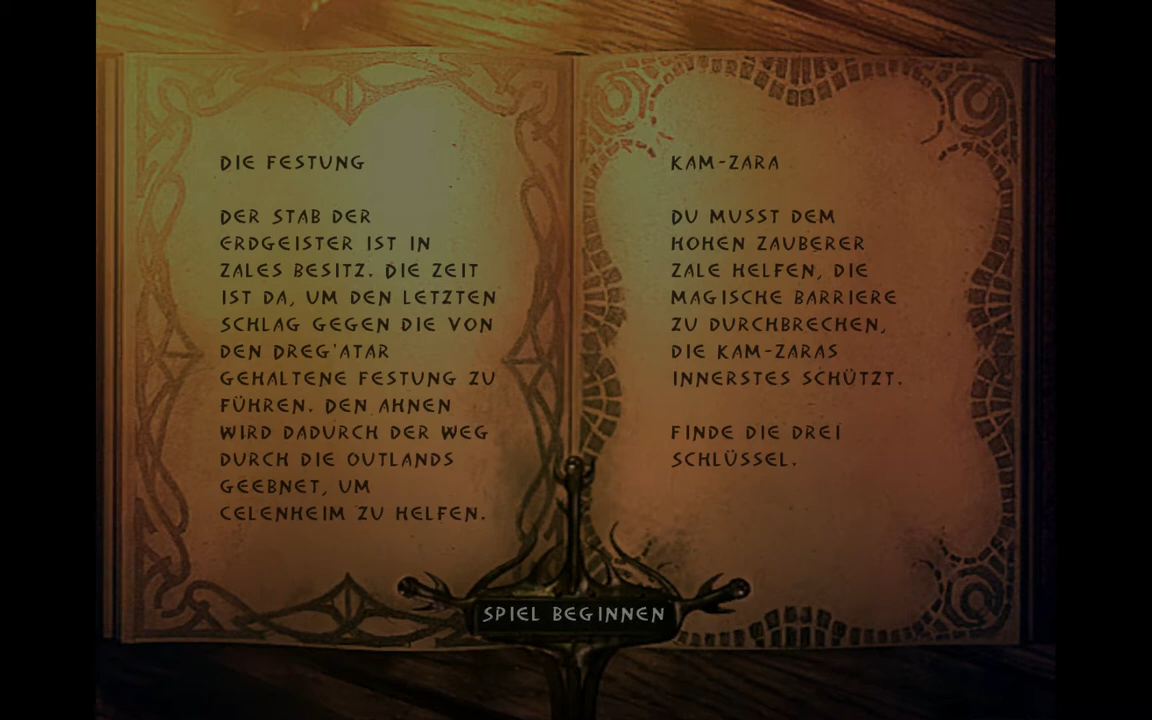 DIE FESTUNG
DER STAB DER
ERDGEISTER IST IN
ZALES BESITZ. DIE ZEIT
IST DA, UM DEN LETZTEN
SCHLAG GEGEN DIE VON
DEN DREG'ATAR
GEHALTENE FESTUNG ZU
FÜHREN. DEN AHNEN
WIRD DADURCH DER WEG
DURCH DIE OUTLANDS
GEEBNET, UM
CELENHEIM ZU HELFEN.
KAM-ZARA
DU MUSST DEM
HOHEN ZAUBERER
ZALE HELFEN, DIE
MAGISCHE BARRIERE
ZU DURCHBRECHEN,
DIE KAM-ZARAS
INNERSTES SCHÜTZT.
FINDE DIE DREI
SCHLÜSSEL.
SPIEL BEGINNEN